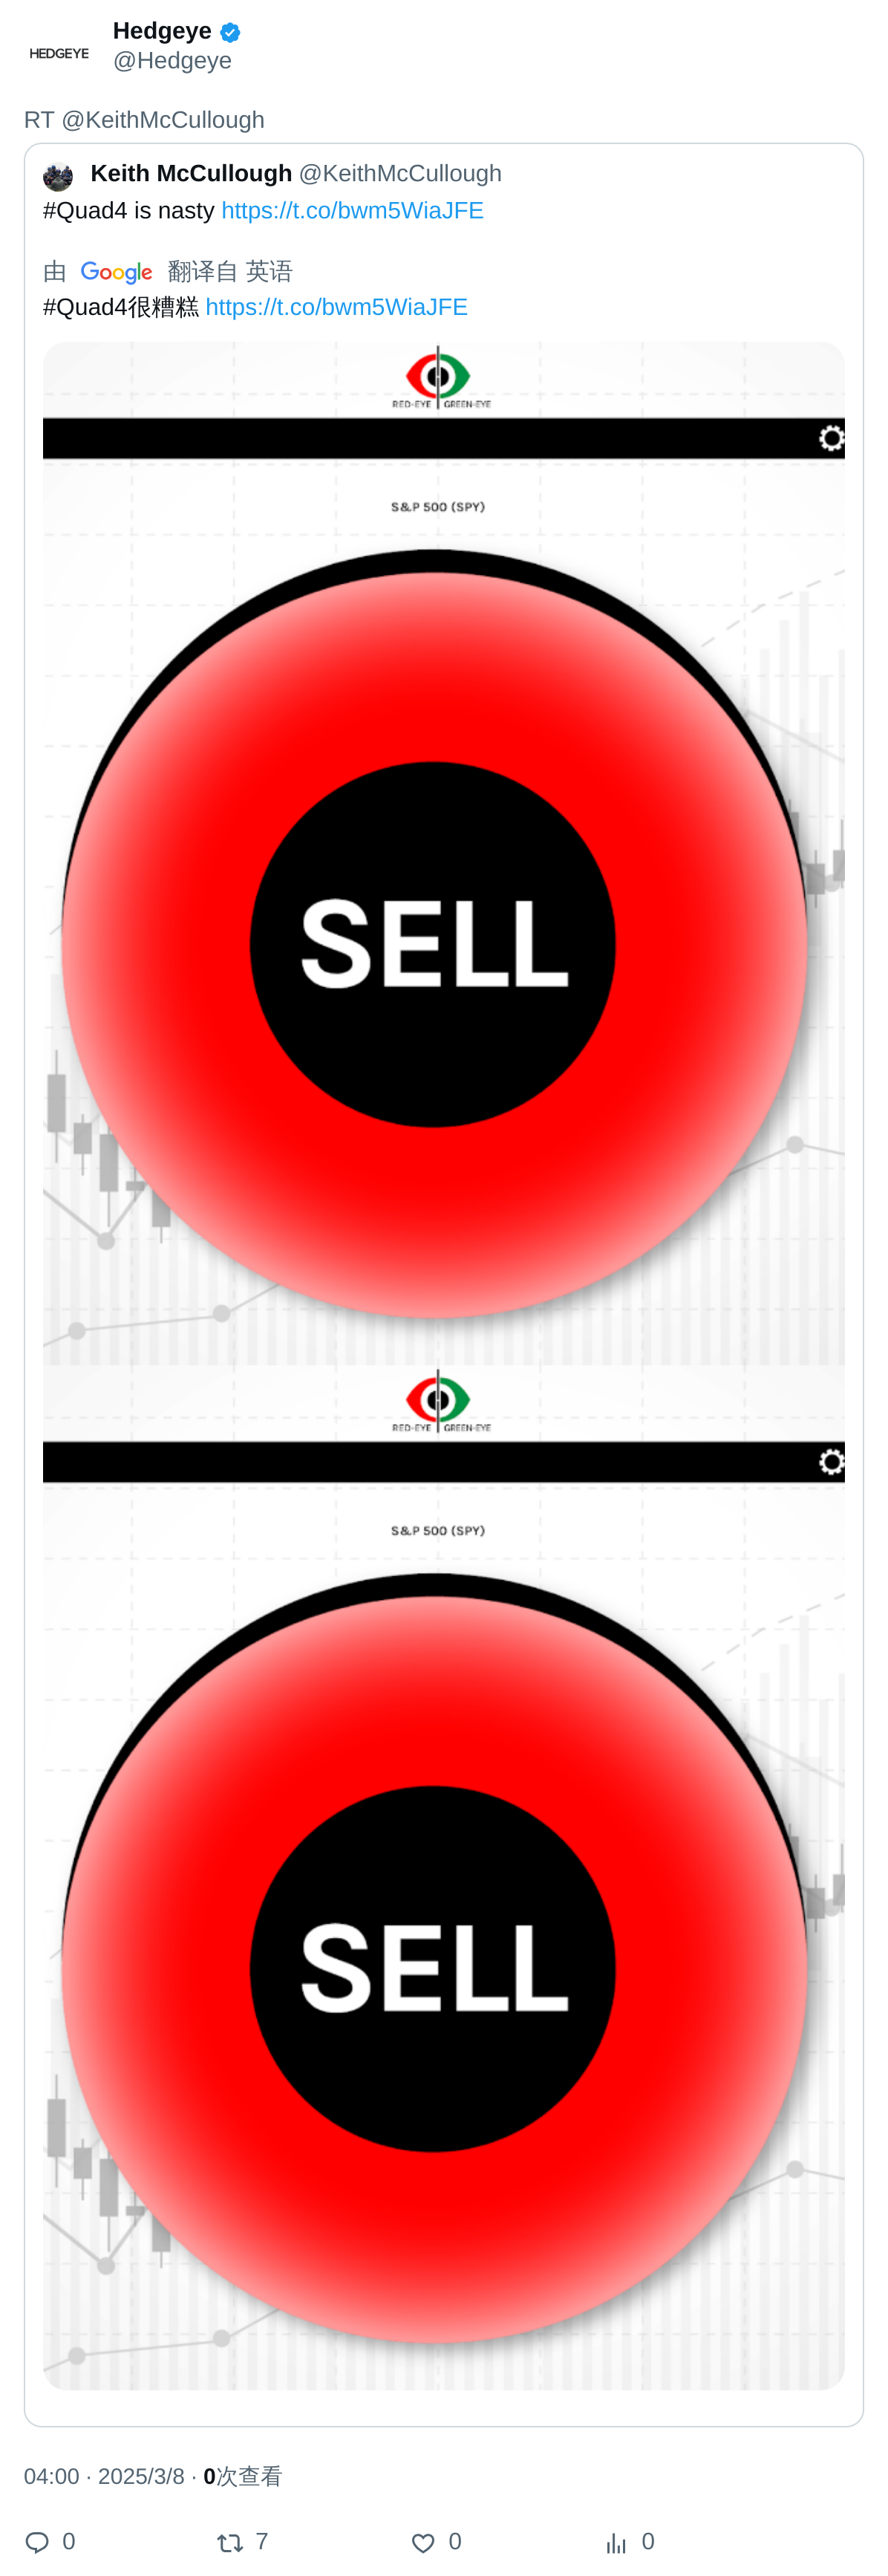 Hedgeye
HEDGEYE
@Hedgeye
RT @KeithMcCullough
Keith McCullough @KeithMcCullough
#Quad4 is nasty https://t.co/bwm5WiaJFE
由 Google 翻译自 英语
#Quad4很糟糕 https://t.co/bwm5WiaJFE
RED-EYE GREEN-EYE
S&P 500 (SPY)
SELL
RED-EYE GREEN-EYE
S&P 500 (SPY)
SELL
04:00 · 2025/3/8 · 0次查看
0 7 0 0